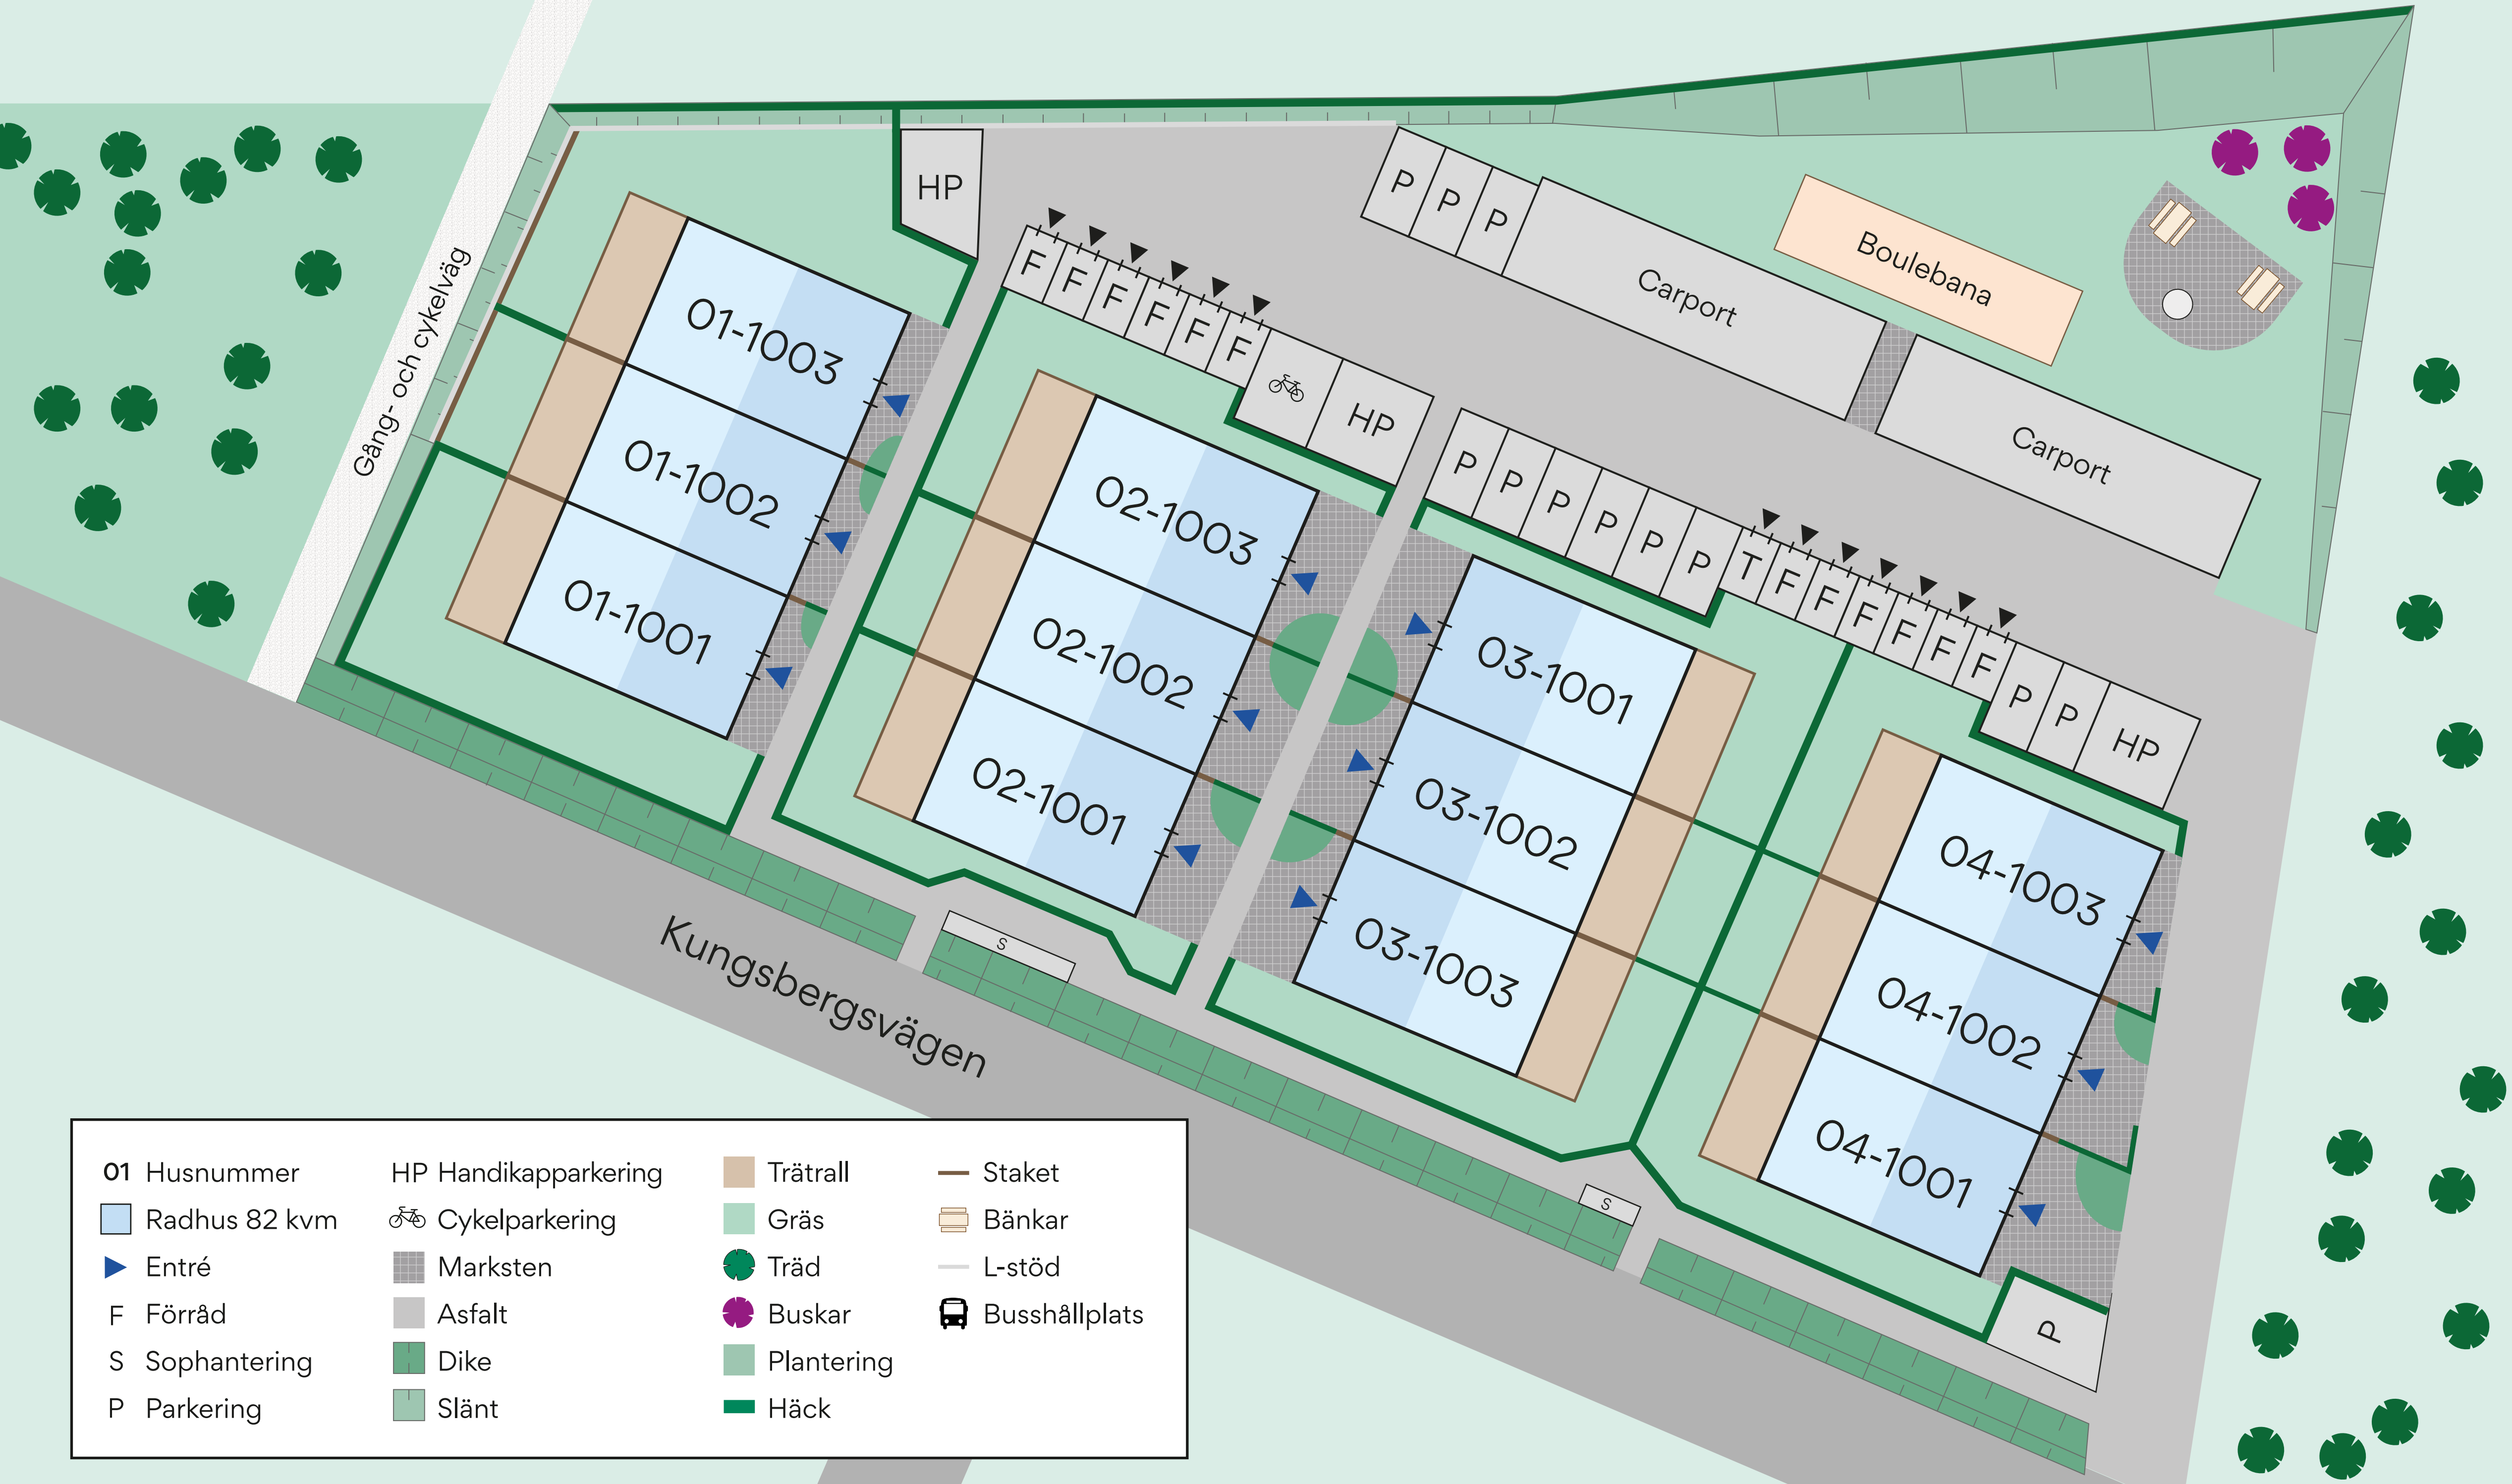 Gång- och cykelväg
HP
P
P
P
Carport
Boulebana
Carport
F
F
F
F
F
F
HP
P
P
P
P
P
P
T
F
F
F
F
F
F
P
P
HP
01-1003
01-1002
01-1001
02-1003
02-1002
02-1001
03-1001
03-1002
03-1003
04-1003
04-1002
04-1001
S
S
P
Kungsbergsvägen
01 Husnummer
Radhus 82 kvm
Entré
F Förråd
S Sophantering
P Parkering
HP Handikapparkering
Cykelparkering
Marksten
Asfalt
Dike
Slänt
Trätrall
Gräs
Träd
Buskar
Plantering
Häck
Staket
Bänkar
L-stöd
Busshållplats